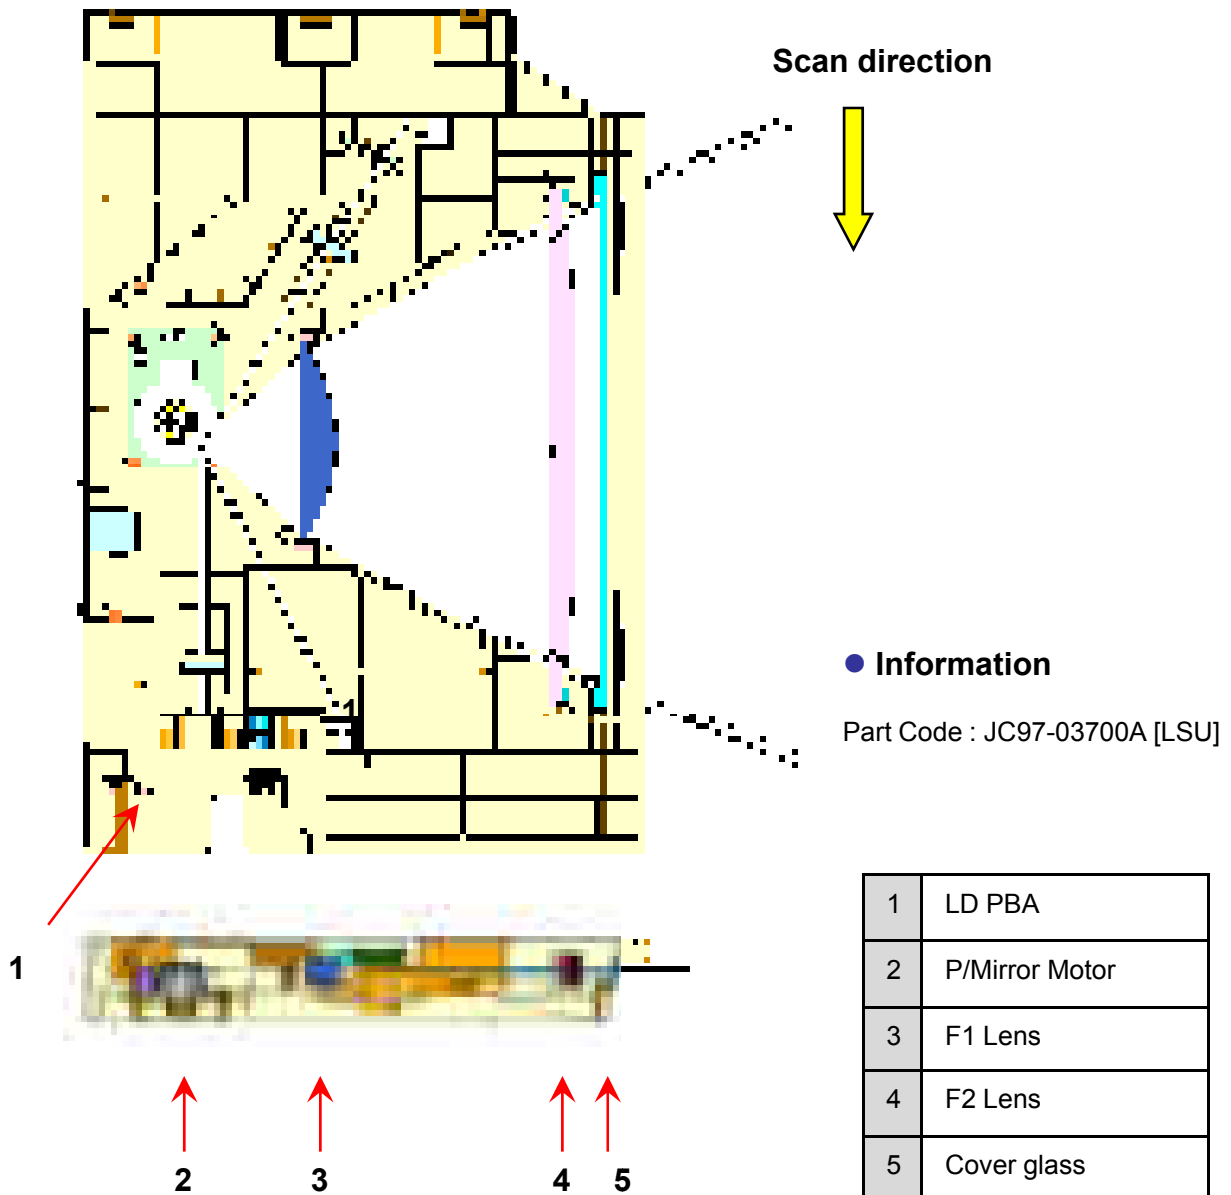 Scan direction
● Information
Part Code : JC97-03700A [LSU]
1
1 LD PBA
2 P/Mirror Motor
3 F1 Lens
4 F2 Lens
5 Cover glass
2 3 4 5